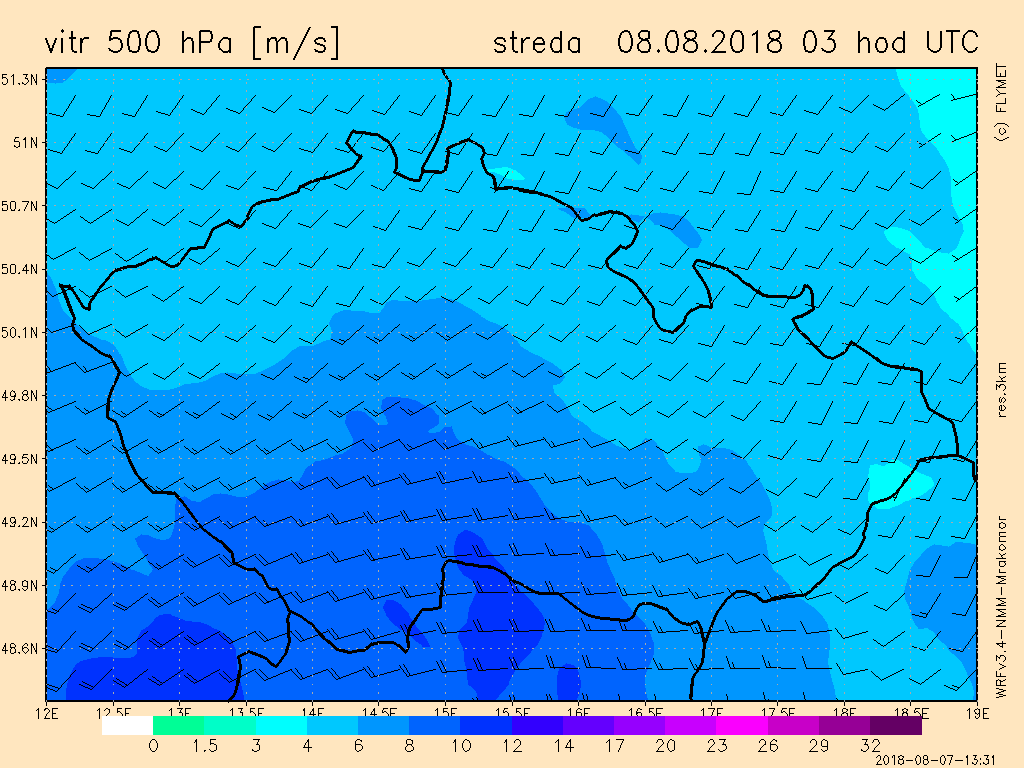 vitr 500 hPa [m/s] streda 08.08.2018 03 hod UTC
51.3N
51N
50.7N
50.4N
50.1N
49.8N
49.5N
49.2N
48.9N
48.6N
12E 12.5E 13E 13.5E 14E 14.5E 15E 15.5E 16E 16.5E 17E 17.5E 18E 18.5E 19E
0 1.5 3 4 6 8 10 12 14 17 20 23 26 29 32
(c) FLYMET
res.3km
WRFv3.4-NMM-Mrakomor
2018-08-07-13:31